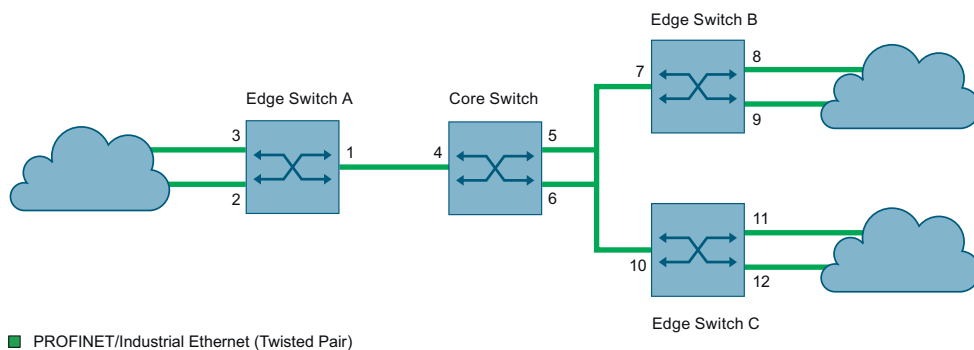 Edge Switch B
7
8
9
Edge Switch A
Core Switch
3
2
1
4
5
6
10
11
12
Edge Switch C
PROFINET/Industrial Ethernet (Twisted Pair)